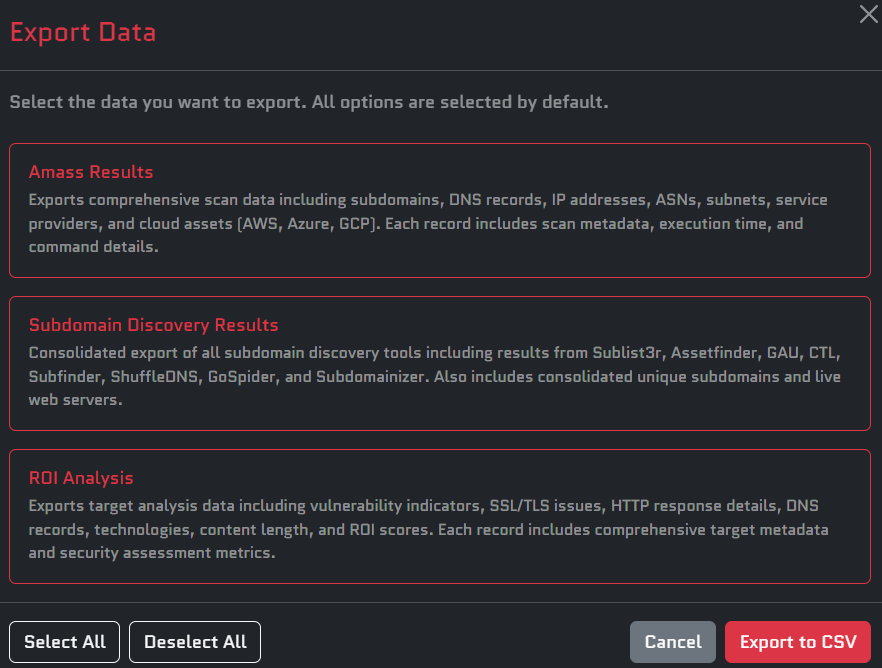 Export Data
Select the data you want to export. All options are selected by default.
Amass Results
Exports comprehensive scan data including subdomains, DNS records, IP addresses, ASNs, subnets, service
providers, and cloud assets (AWS, Azure, GCP). Each record includes scan metadata, execution time, and
command details.
Subdomain Discovery Results
Consolidated export of all subdomain discovery tools including results from Sublist3r, Assetfinder, GAU, CTL,
Subfinder, ShuffleDNS, GoSpider, and Subdomainizer. Also includes consolidated unique subdomains and live
web servers.
ROI Analysis
Exports target analysis data including vulnerability indicators, SSL/TLS issues, HTTP response details, DNS
records, technologies, content length, and ROI scores. Each record includes comprehensive target metadata
and security assessment metrics.
Select All
Deselect All
Cancel
Export to CSV